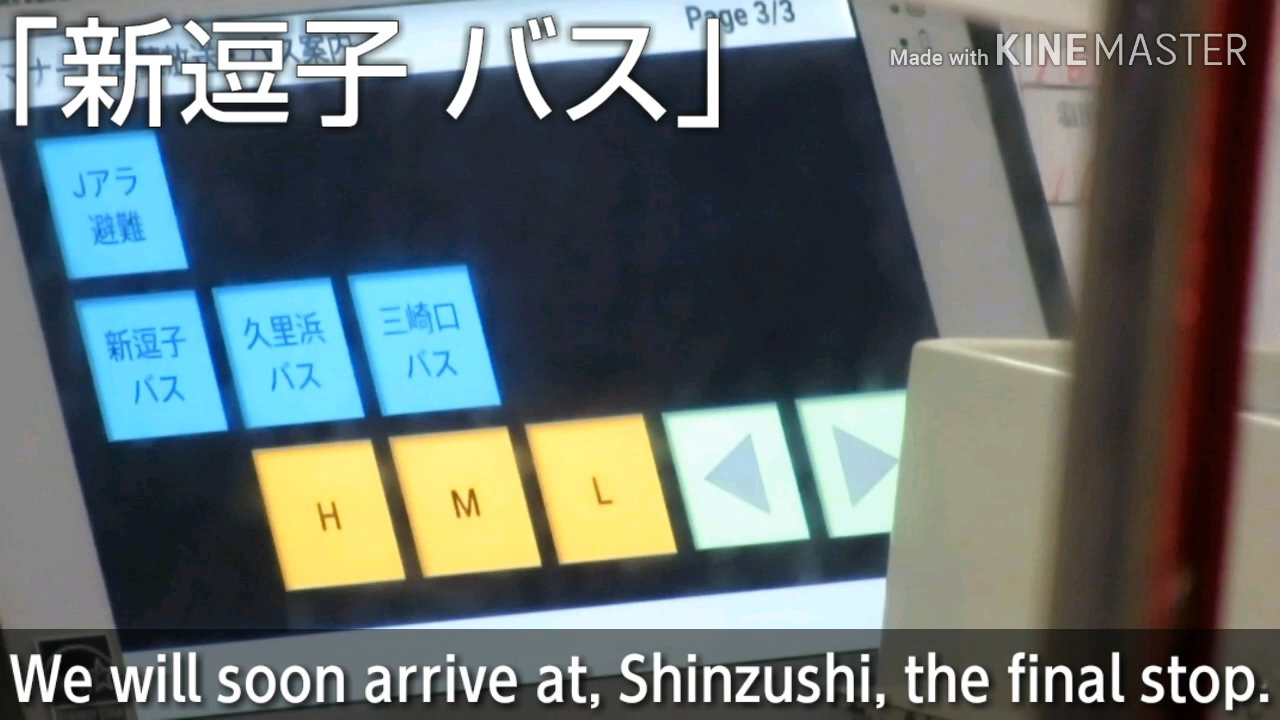 「新逗子 バス」
Page 3/3
Made with KINEMASTER
Jアラ
避難
新逗子
バス
久里浜
バス
三崎口
バス
H
M
L
We will soon arrive at, Shinzushi, the final stop.